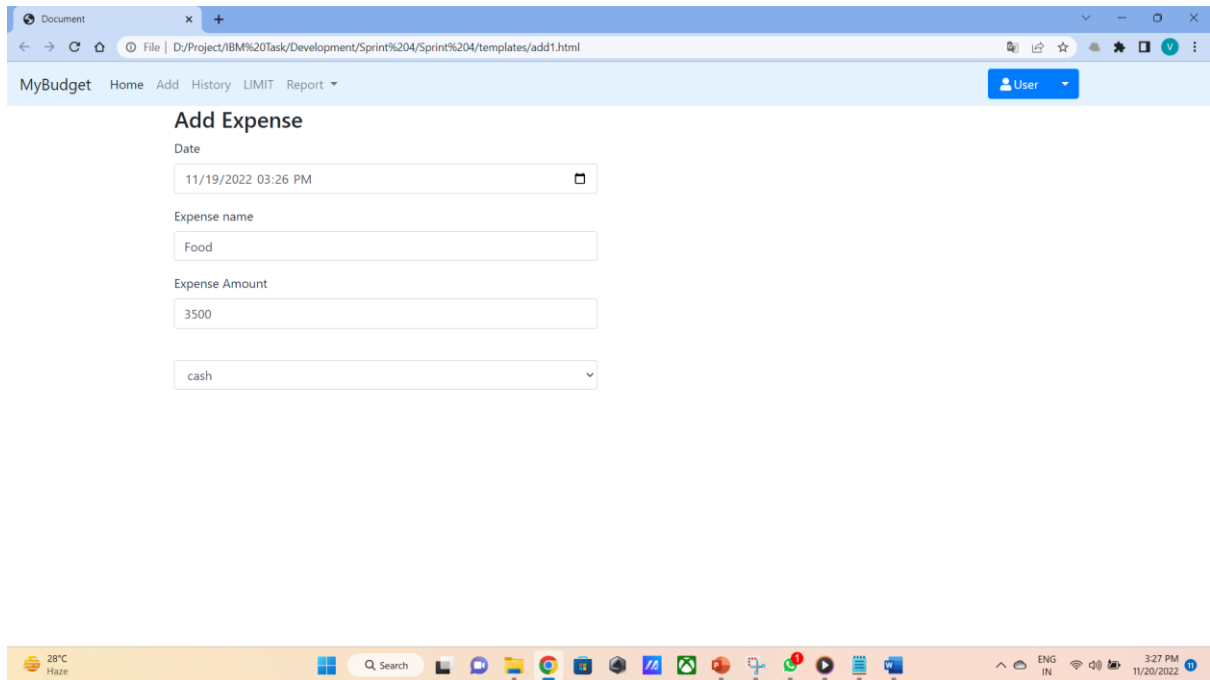 Document
File | D:/Project/IBM%20Task/Development/Sprint%204/Sprint%204/templates/add1.html
V
MyBudget Home Add History LIMIT Report User
Add Expense
Date
11/19/2022 03:26 PM
Expense name
Food
Expense Amount
3500
cash
28°C
Haze
Search
1
ENG
IN
3:27 PM
11/20/2022
11